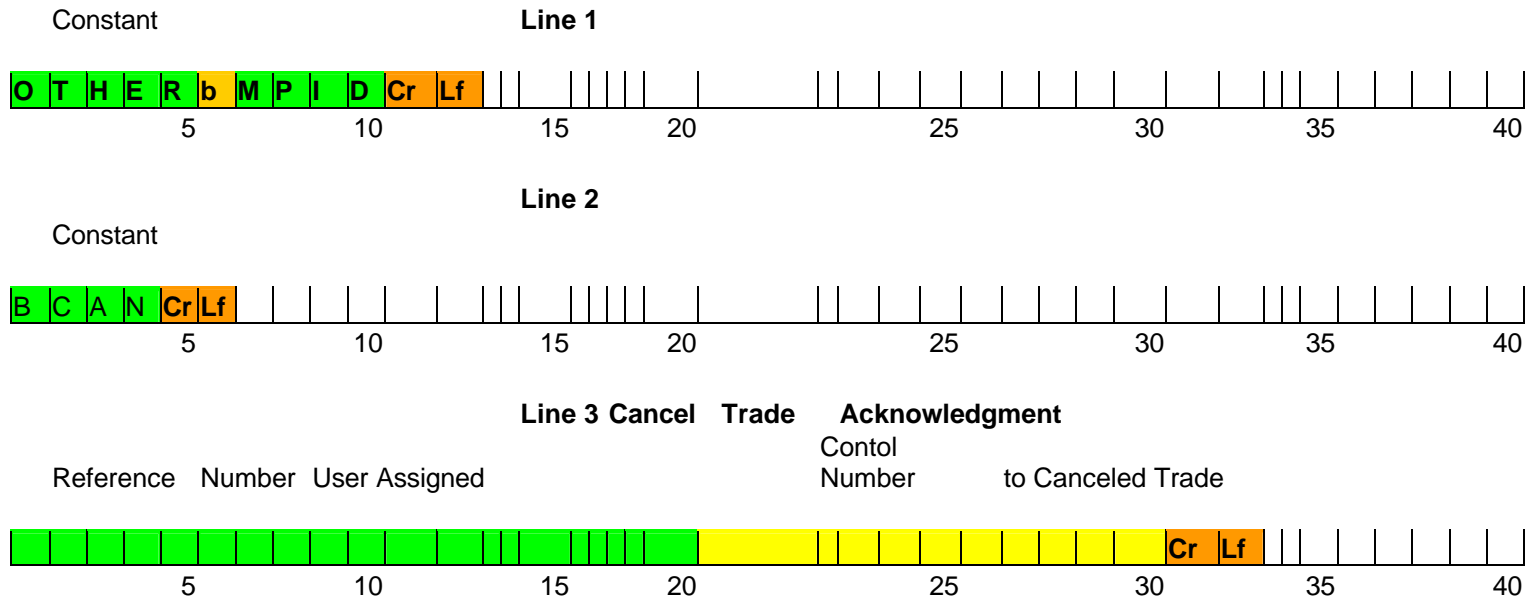 Constant Line 1
O T H E R b M P I D Cr Lf
5 10 15 20 25 30 35 40
Line 2
Constant
B C A N Cr Lf
5 10 15 20 25 30 35 40
Line 3 Cancel Trade Acknowledgment
Contol
Reference Number User Assigned Number to Canceled Trade
Cr Lf
5 10 15 20 25 30 35 40